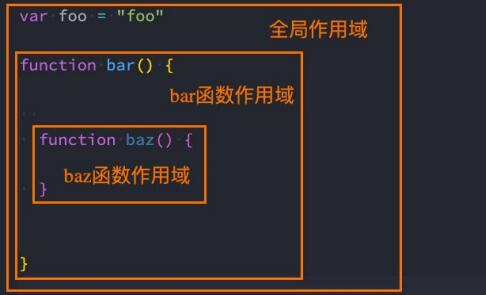 var foo = "foo"
全局作用域
function bar() {
bar函数作用域
function baz() {
baz函数作用域
}
}